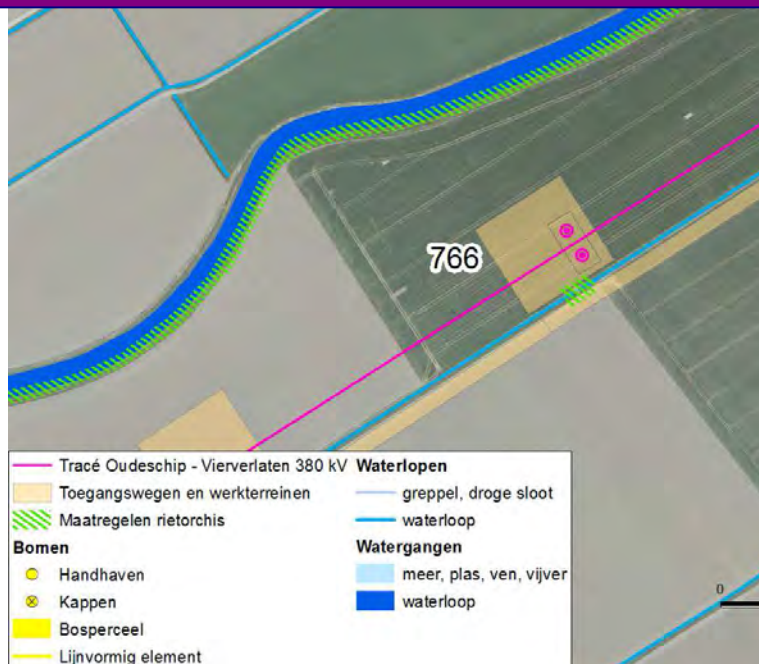 766
Tracé Oudeschip - Vierverlaten 380 kV
Toegangswegen en werkterreinen
Maatregelen rietorchis
Bomen
Handhaven
Kappen
Bosperceel
Lijnvormig element
Waterlopen
greppel, droge sloot
waterloop
Watergangen
meer, plas, ven, vijver
waterloop
0